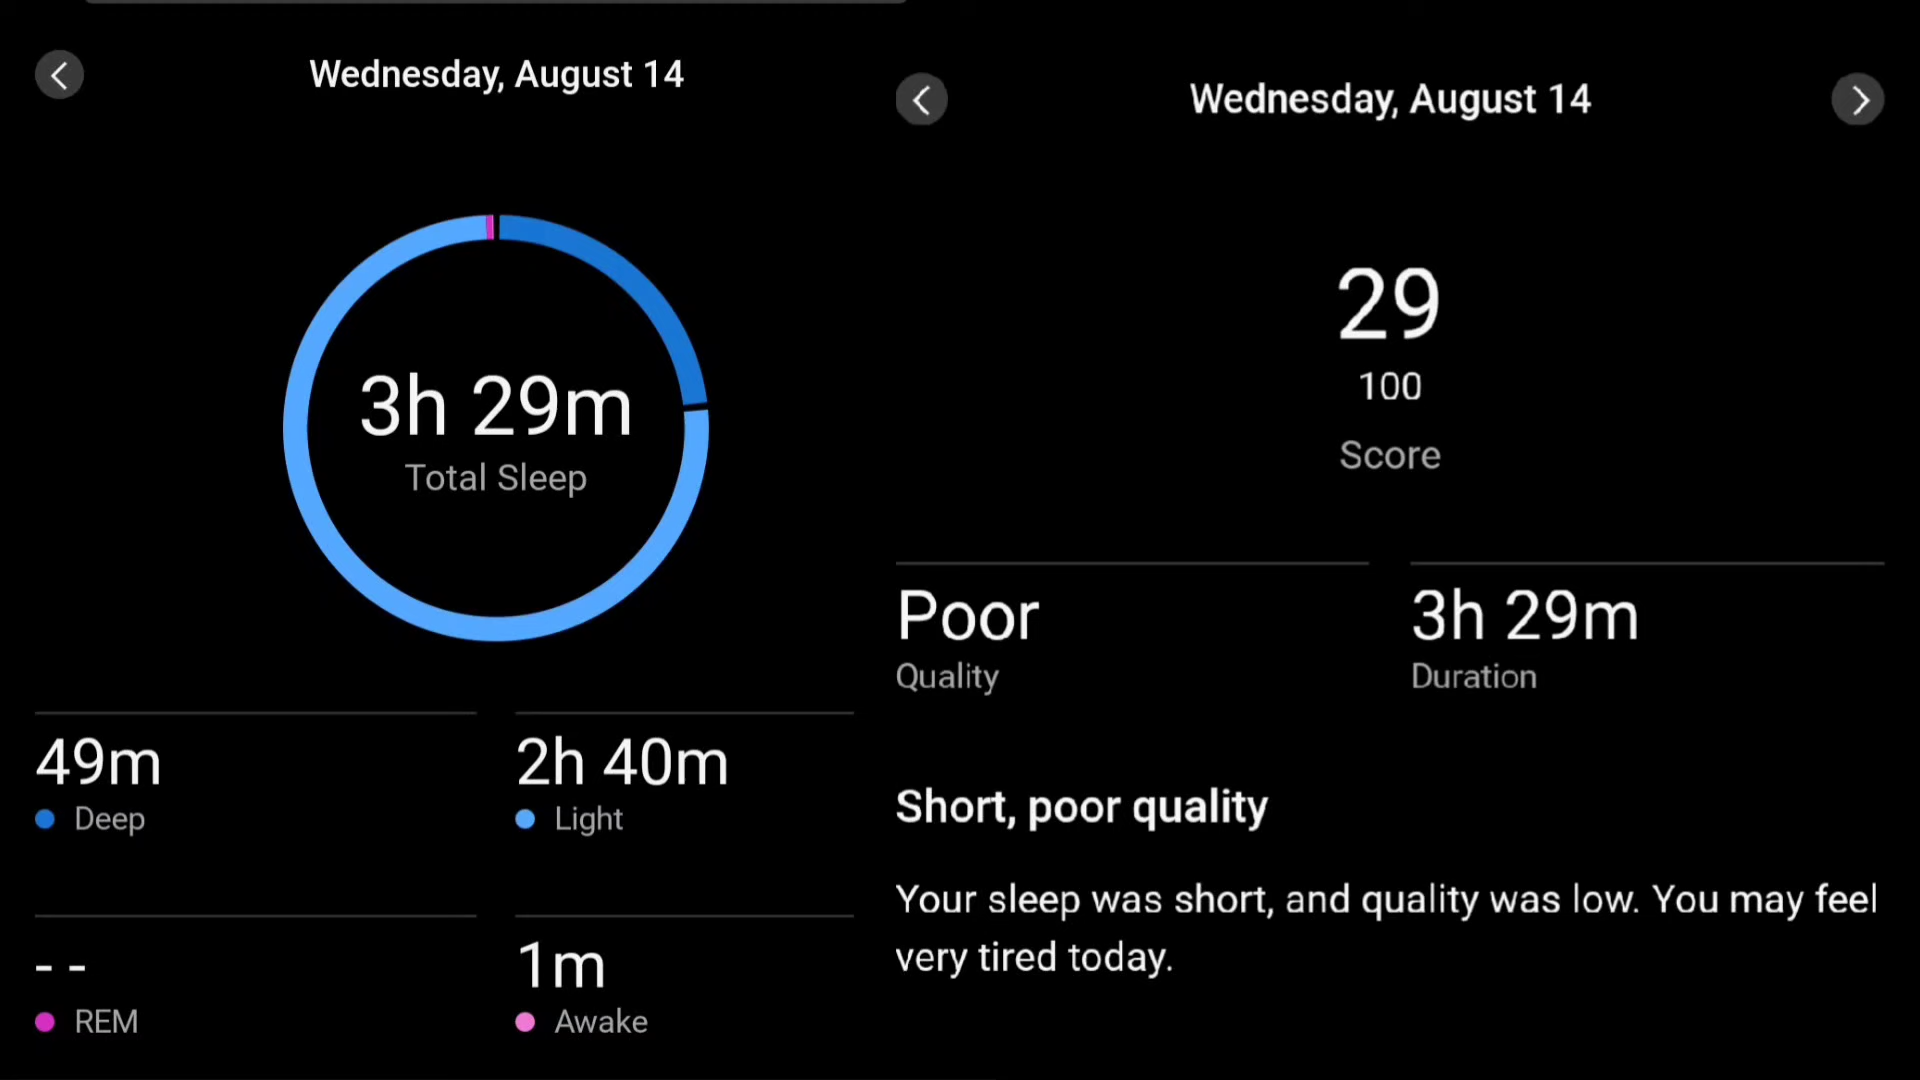 Wednesday, August 14
3h 29m
Total Sleep
49m
Deep
2h 40m
Light
- -
REM
1m
Awake
Wednesday, August 14
29
100
Score
Poor
Quality
3h 29m
Duration
Short, poor quality
Your sleep was short, and quality was low. You may feel
very tired today.